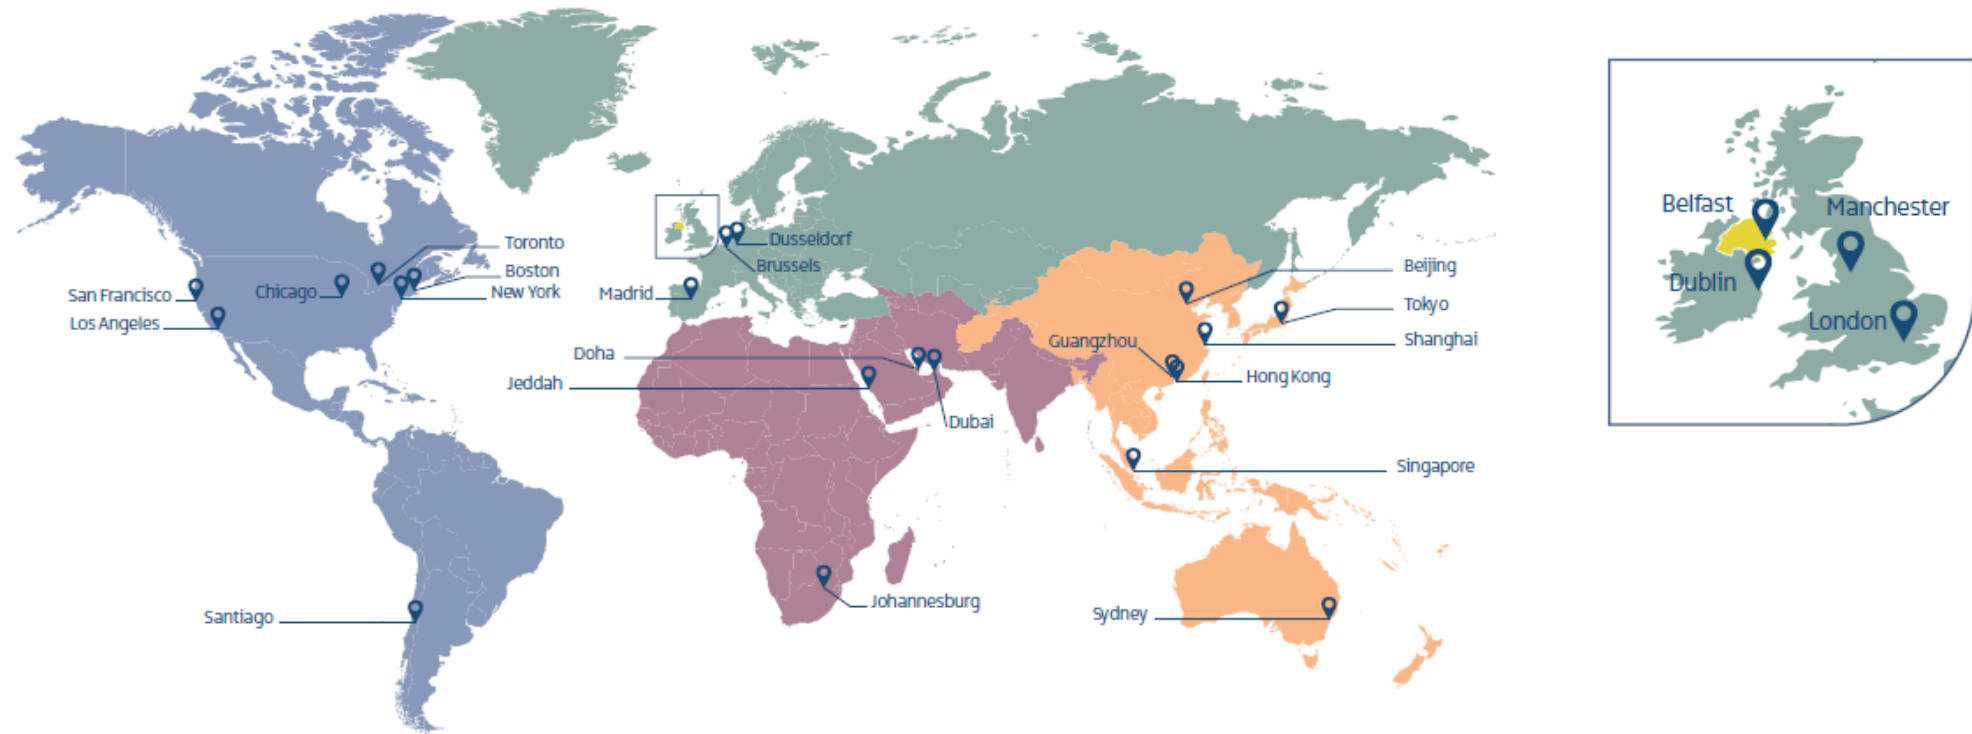 Toronto
Boston
New York
Chicago
San Francisco
Los Angeles
Santiago
Dusseldorf
Brussels
Madrid
Doha
Jeddah
Dubai
Johannesburg
Beijing
Tokyo
Shanghai
Guangzhou
Hong Kong
Singapore
Sydney
Belfast
Manchester
Dublin
London